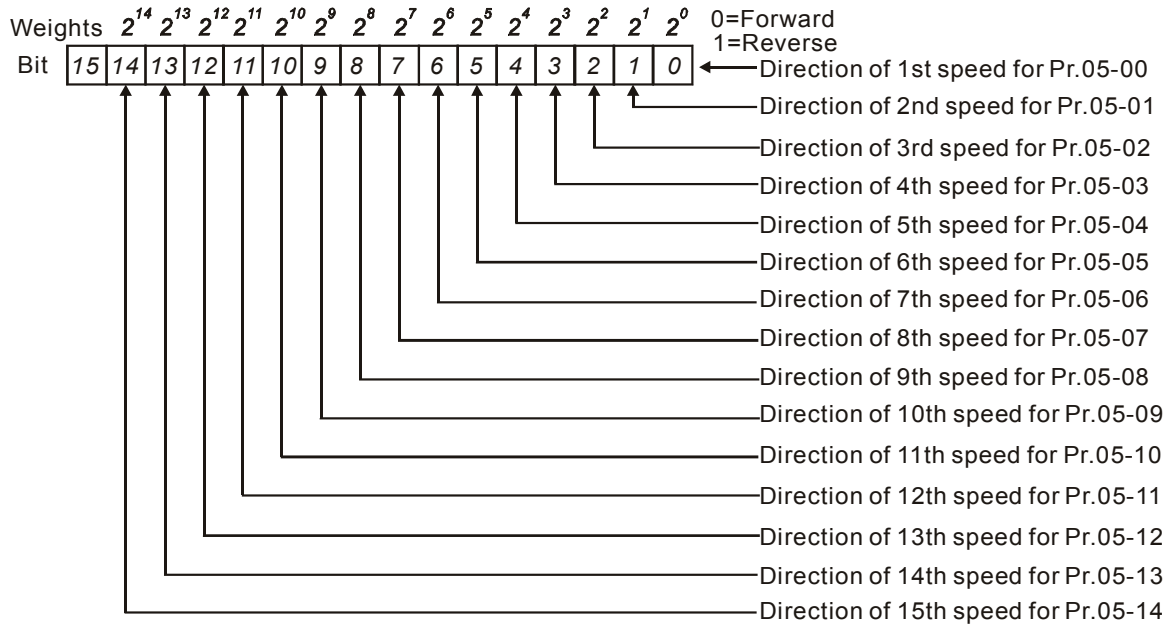 0=Forward
1=Reverse
Weights 2^14 2^13 2^12 2^11 2^10 2^9 2^8 2^7 2^6 2^5 2^4 2^3 2^2 2^1 2^0
Bit 15 14 13 12 11 10 9 8 7 6 5 4 3 2 1 0
Direction of 1st speed for Pr.05-00
Direction of 2nd speed for Pr.05-01
Direction of 3rd speed for Pr.05-02
Direction of 4th speed for Pr.05-03
Direction of 5th speed for Pr.05-04
Direction of 6th speed for Pr.05-05
Direction of 7th speed for Pr.05-06
Direction of 8th speed for Pr.05-07
Direction of 9th speed for Pr.05-08
Direction of 10th speed for Pr.05-09
Direction of 11th speed for Pr.05-10
Direction of 12th speed for Pr.05-11
Direction of 13th speed for Pr.05-12
Direction of 14th speed for Pr.05-13
Direction of 15th speed for Pr.05-14